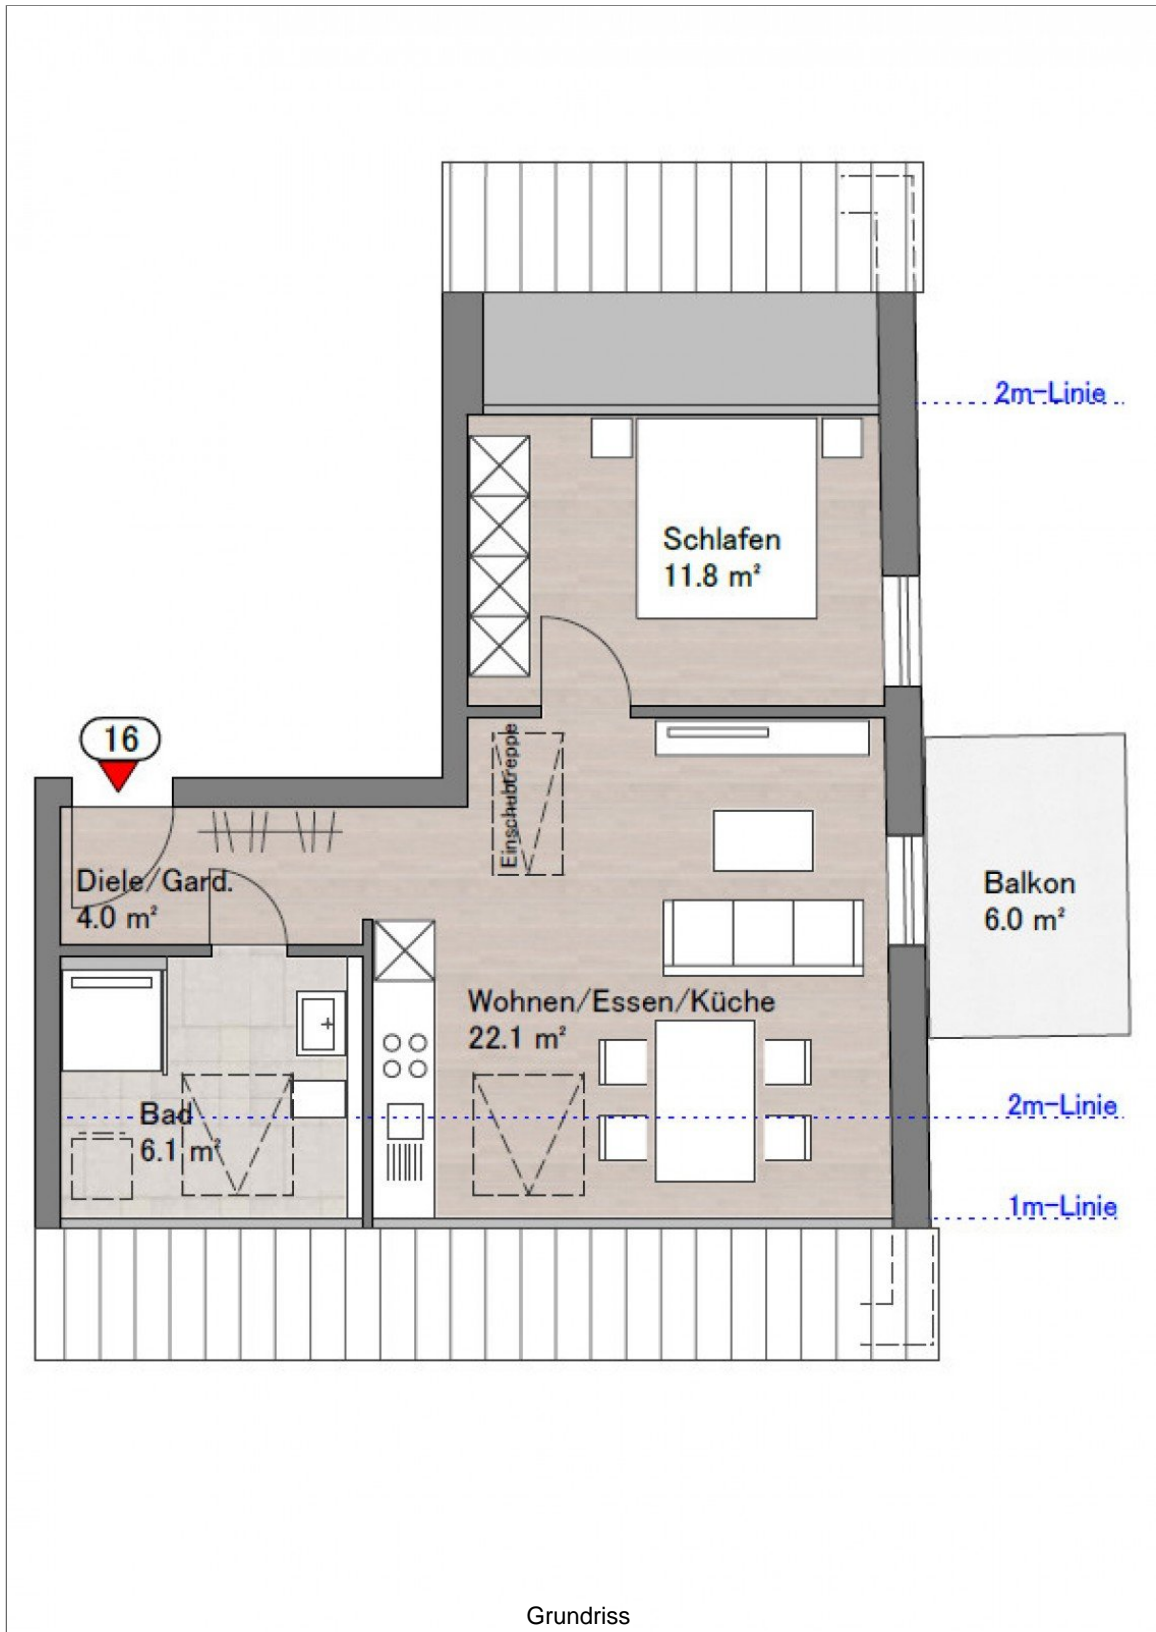 2m-Linie
Schlafen
11.8 m²
16
Einschubtreppe
Diele/Gard.
4.0 m²
Balkon
6.0 m²
Wohnen/Essen/Küche
22.1 m²
Bad
6.1 m²
2m-Linie
1m-Linie
Grundriss